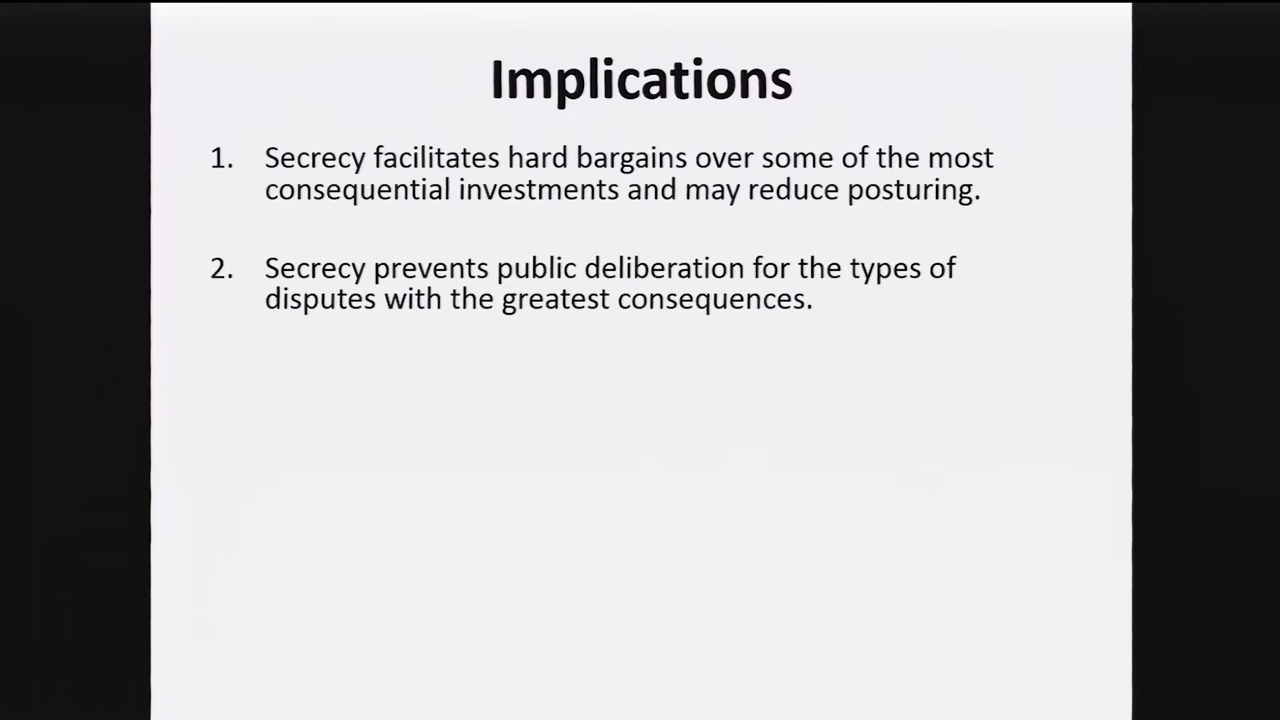 Implications
1. Secrecy facilitates hard bargains over some of the most
consequential investments and may reduce posturing.
2. Secrecy prevents public deliberation for the types of
disputes with the greatest consequences.